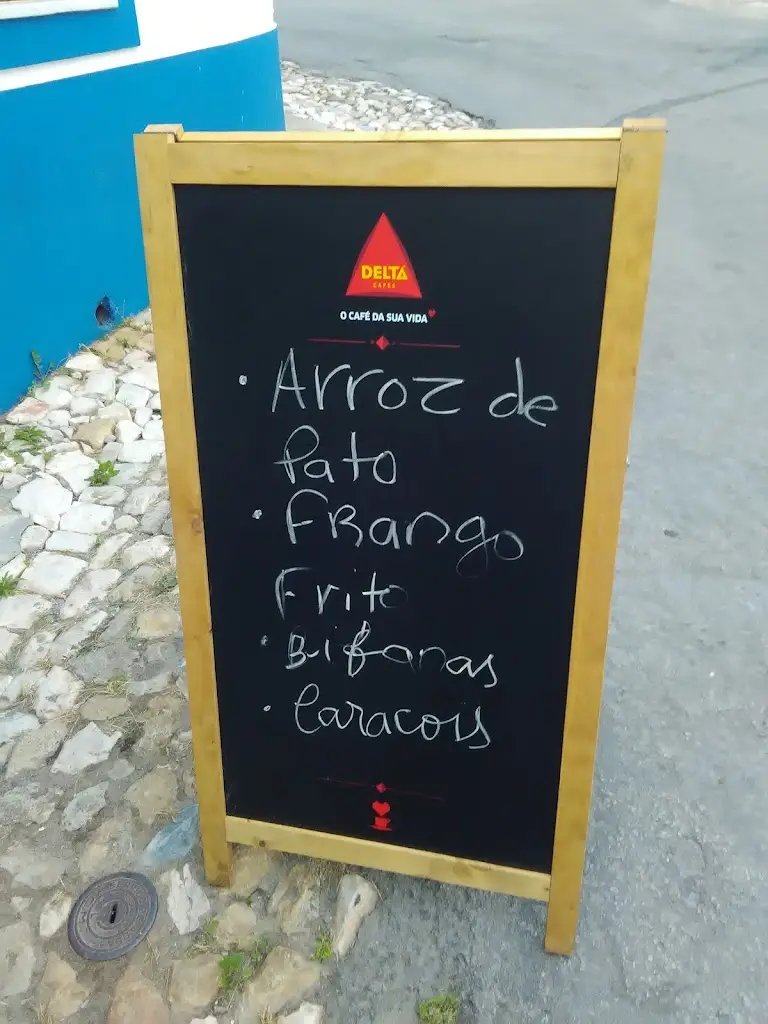 DELTA
CAFÉS
O CAFÉ DA SUA VIDA
• Arroz de
Pato
• FRango
Frito
• Bifanas
• Caracois